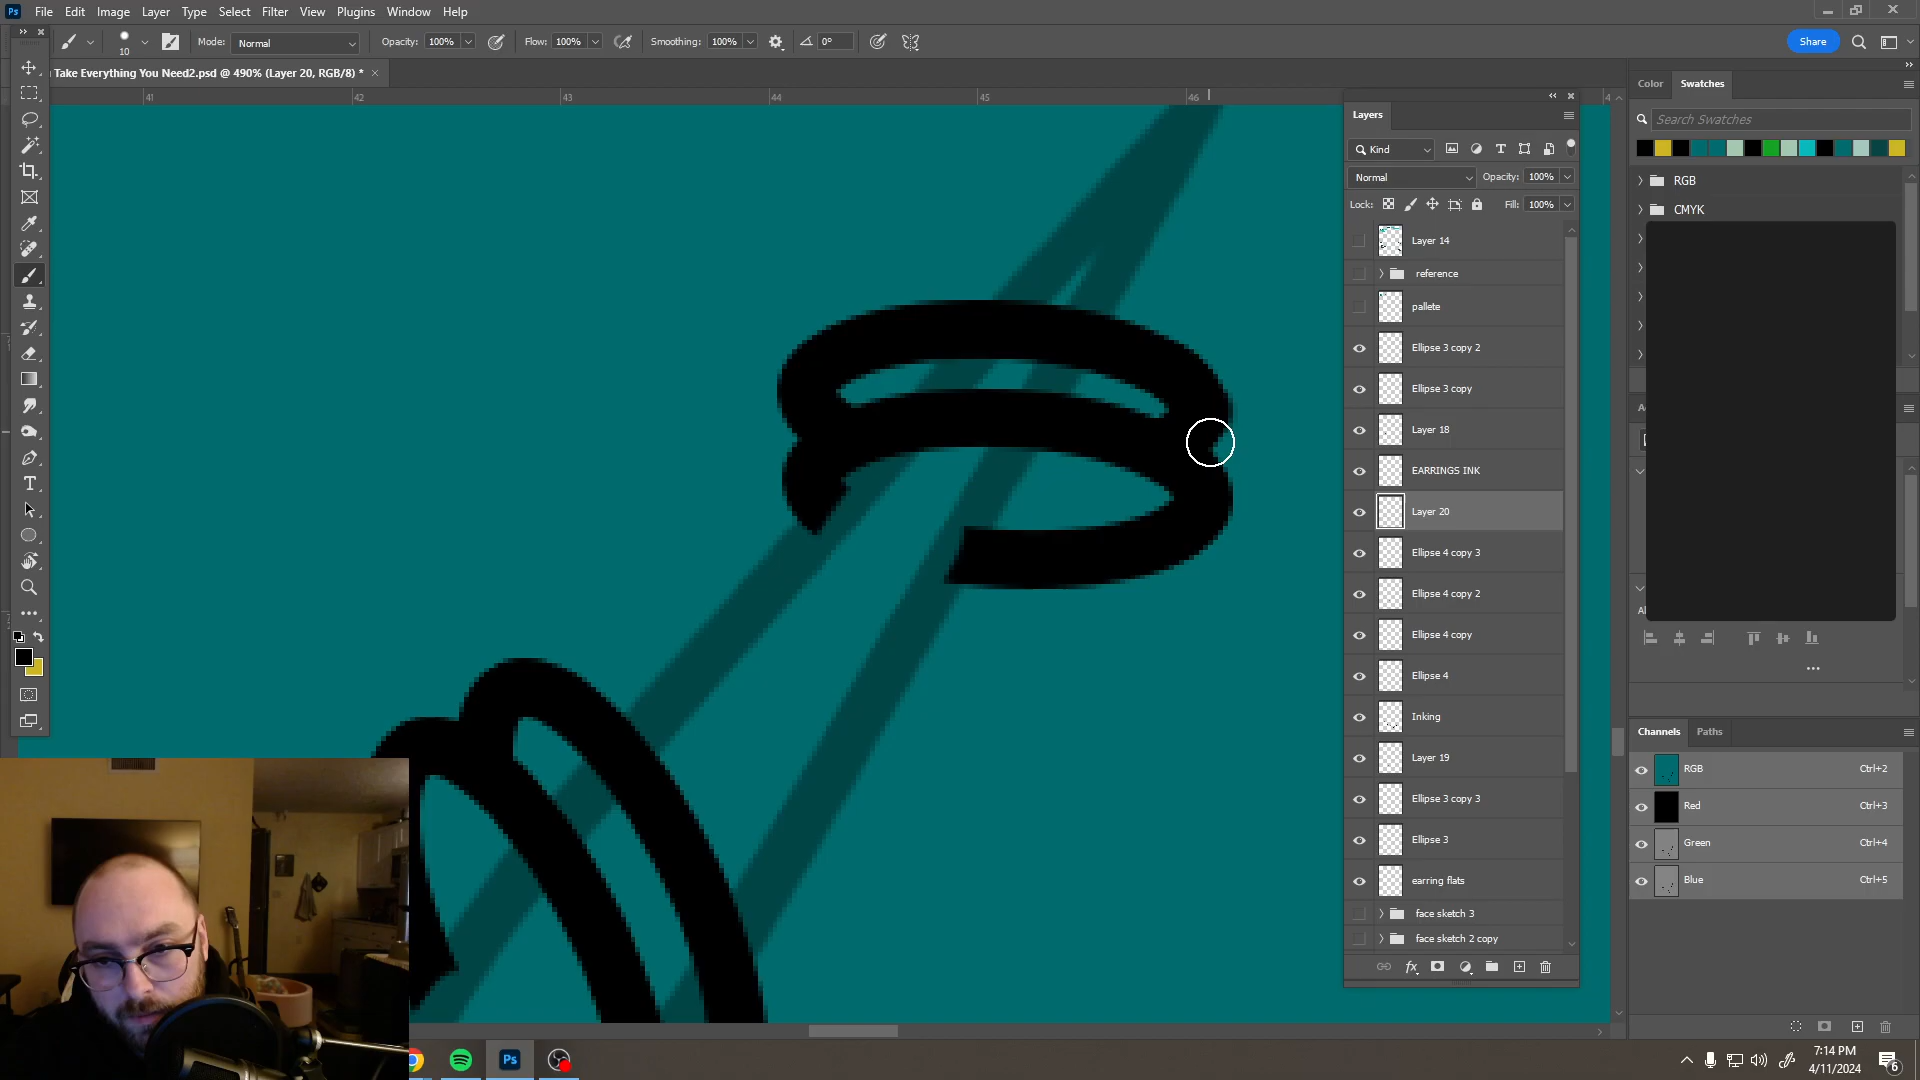 Ps File Edit Image Layer Type Select Filter View Plugins Window Help
10 Mode: Normal Opacity: 100% Flow: 100% Smoothing: 100% 0° Share
Take Everything You Need2.psd @ 490% (Layer 20, RGB/8) *
41 42 43 44 45 46 4
Layers
Kind
Normal Opacity: 100%
Lock: Fill: 100%
Layer 14
reference
pallete
Ellipse 3 copy 2
Ellipse 3 copy
Layer 18
EARRINGS INK
Layer 20
Ellipse 4 copy 3
Ellipse 4 copy 2
Ellipse 4 copy
Ellipse 4
Inking
Layer 19
Ellipse 3 copy 3
Ellipse 3
earring flats
face sketch 3
face sketch 2 copy
fx
Color Swatches
Search Swatches
RGB
CMYK
Channels Paths
RGB Ctrl+2
Red Ctrl+3
Green Ctrl+4
Blue Ctrl+5
Ps
7:14 PM
4/11/2024
6